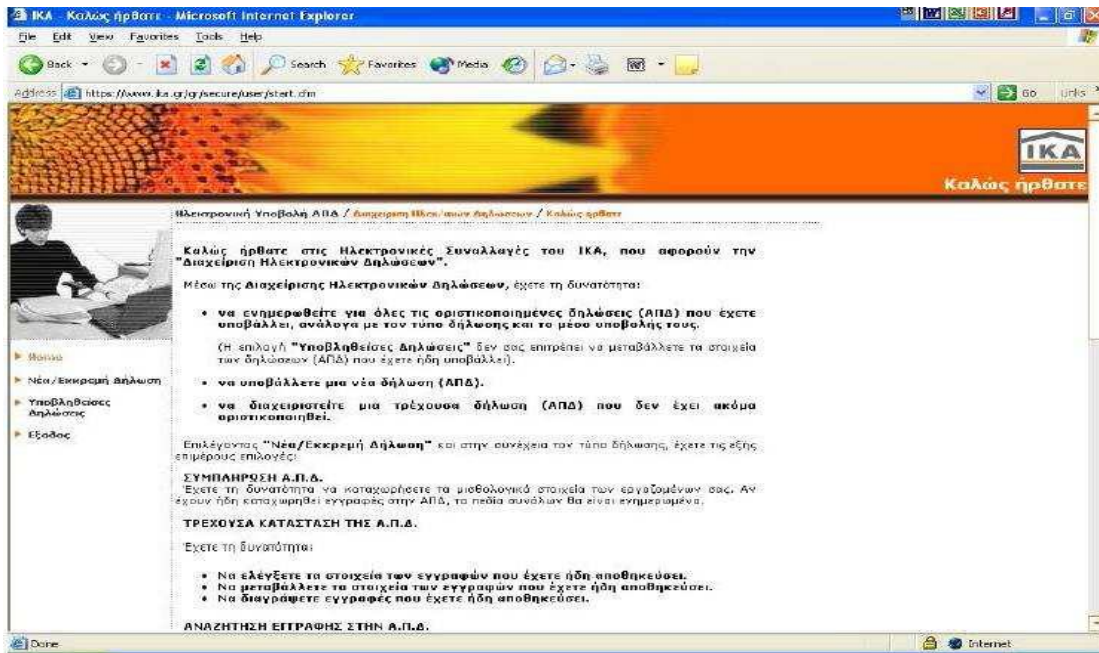 IKA - Καλώς ήρθατε - Microsoft Internet Explorer
File Edit View Favorites Tools Help
Back Search Favorites Media
Address https://www.ika.gr/gr/secure/user/start.cfm Go Links
IKA
Καλώς ήρθατε
Ηλεκτρονική Υποβολή ΑΠΔ / Διαχείριση Ηλεκ/νικων Δηλώσεων / Καλώς ήρθατε
Καλώς ήρθατε στις Ηλεκτρονικές Συναλλαγές του ΙΚΑ, που αφορούν την
"Διαχείριση Ηλεκτρονικών Δηλώσεων".
Μέσω της Διαχείρισης Ηλεκτρονικών Δηλώσεων, έχετε τη δυνατότητα:
• να ενημερωθείτε για όλες τις οριστικοποιημένες δηλώσεις (ΑΠΔ) που έχετε
υποβάλλει, ανάλογα με τον τύπο δήλωσης και το μέσο υποβολής τους.
(Η επιλογή "Υποβληθείσες Δηλώσεις" δεν σας επιτρέπει να μεταβάλλετε τα στοιχεία
των δηλώσεων (ΑΠΔ) που έχετε ήδη υποβάλλει).
• να υποβάλλετε μια νέα δήλωση (ΑΠΔ).
• να διαχειριστείτε μια τρέχουσα δήλωση (ΑΠΔ) που δεν έχει ακόμα
οριστικοποιηθεί.
Home
Νέα/Εκκρεμή Δήλωση
Υποβληθείσες
Δηλώσεις
Έξοδος
Επιλέγοντας "Νέα/Εκκρεμή Δήλωση" και στην συνέχεια τον τύπο δήλωσης, έχετε τις εξής
επιμέρους επιλογές:
ΣΥΜΠΛΗΡΩΣΗ Α.Π.Δ.
Έχετε τη δυνατότητα να καταχωρήσετε τα μισθολογικά στοιχεία των εργαζομένων σας. Αν
έχουν ήδη καταχωρηθεί εγγραφές στην ΑΠΔ, τα πεδία συνόλων θα είναι ενημερωμένα.
ΤΡΕΧΟΥΣΑ ΚΑΤΑΣΤΑΣΗ ΤΗΣ Α.Π.Δ.
Έχετε τη δυνατότητα:
• Να ελέγξετε τα στοιχεία των εγγραφών που έχετε ήδη αποθηκεύσει.
• Να μεταβάλλετε τα στοιχεία των εγγραφών που έχετε ήδη αποθηκεύσει.
• Να διαγράψετε εγγραφές που έχετε ήδη αποθηκεύσει.
ΑΝΑΖΗΤΗΣΗ ΕΓΓΡΑΦΗΣ ΣΤΗΝ Α.Π.Δ.
Done Internet